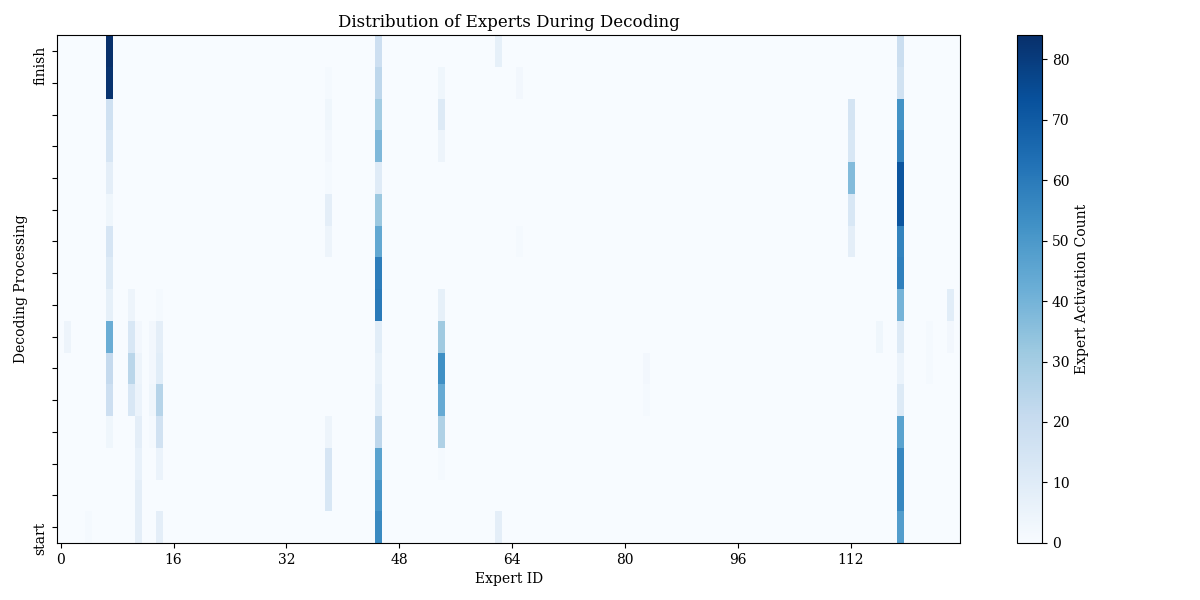 Distribution of Experts During Decoding
finish
Decoding Processing
start
0 16 32 48 64 80 96 112
Expert ID
80
70
60
50
40
30
20
10
0
Expert Activation Count